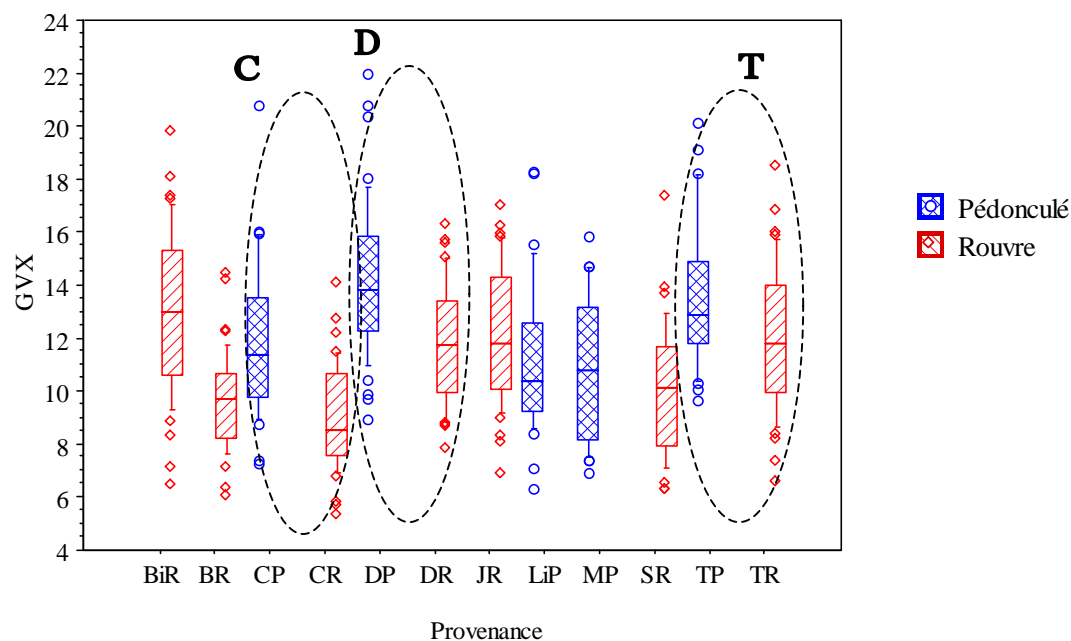 24
22
20
18
16
14
12
10
8
6
4
GVX
C
D
T
BiR BR CP CR DP DR JR LiP MP SR TP TR
Provenance
Pédonculé
Rouvre